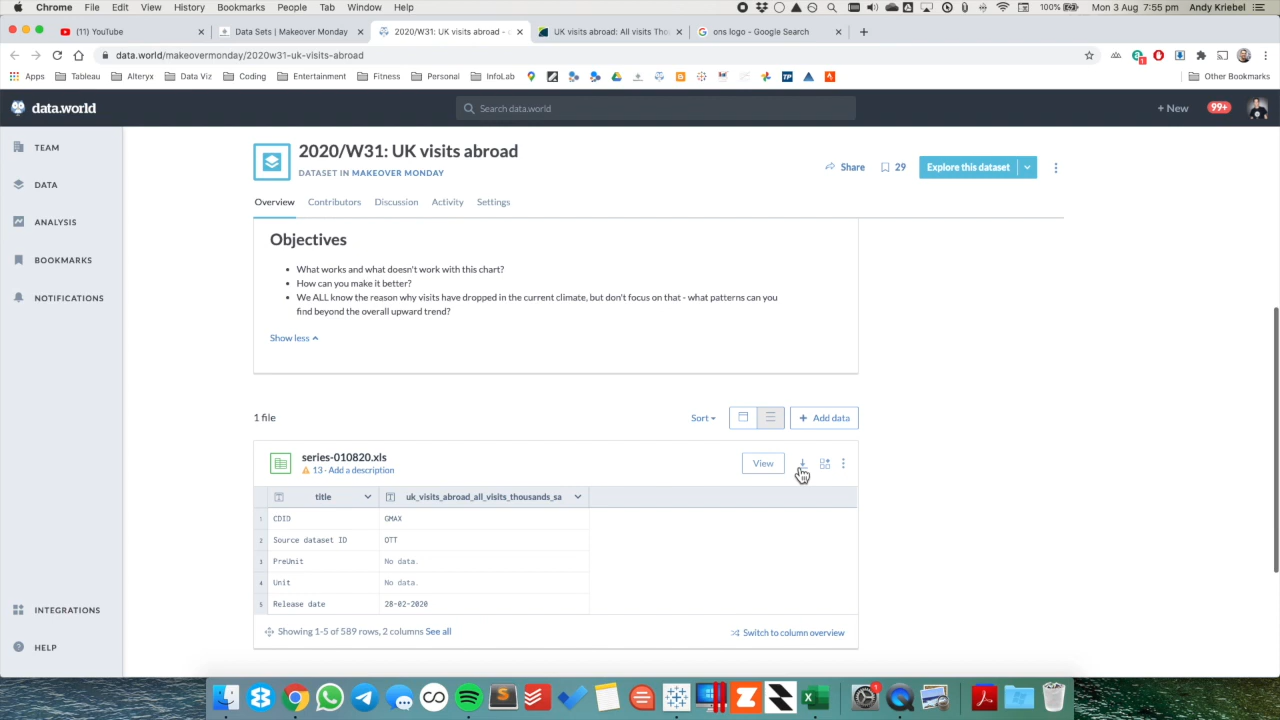 Chrome File Edit View History Bookmarks People Tab Window Help 100% Mon 3 Aug 7:55 pm Andy Kriebel
(11) YouTube × Data Sets | Makeover Monday × 2020/W31: UK visits abroad - × UK visits abroad: All visits Thou × ons logo - Google Search × +
data.world/makeovermonday/2020w31-uk-visits-abroad
Apps Tableau Alteryx Data Viz Coding Entertainment Fitness Personal InfoLab Other Bookmarks
data.world
Search data.world
+ New 99+
TEAM
DATA
ANALYSIS
BOOKMARKS
NOTIFICATIONS
INTEGRATIONS
HELP
2020/W31: UK visits abroad
DATASET IN MAKEOVER MONDAY
Share 29 Explore this dataset
Overview Contributors Discussion Activity Settings
Objectives
• What works and what doesn't work with this chart?
• How can you make it better?
• We ALL know the reason why visits have dropped in the current climate, but don't focus on that - what patterns can you
find beyond the overall upward trend?
Show less
1 file Sort + Add data
series-010820.xls
13 · Add a description
View
title uk_visits_abroad_all_visits_thousands_sa
1 CDID GMAX
2 Source dataset ID OTT
3 PreUnit No data.
4 Unit No data.
5 Release date 28-02-2020
Showing 1-5 of 589 rows, 2 columns See all Switch to column overview